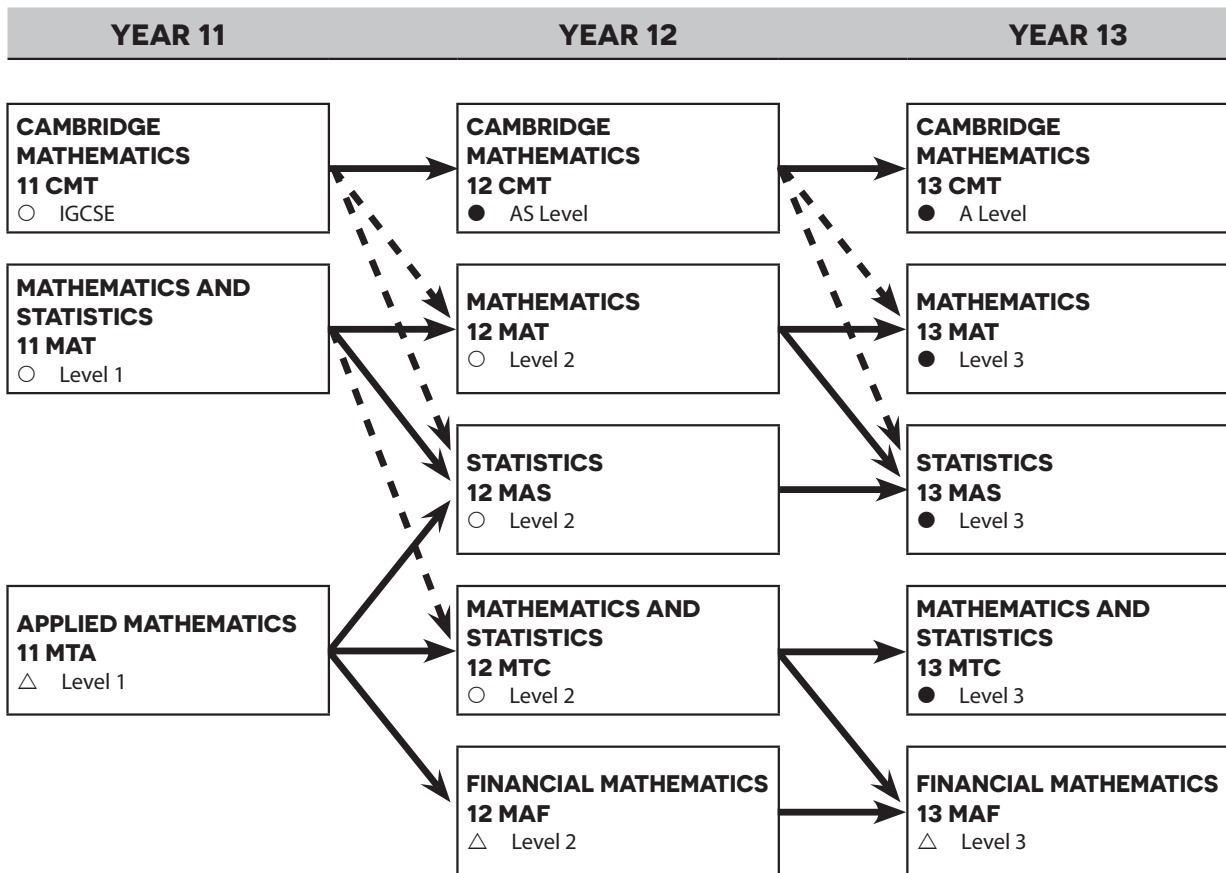 YEAR 11
YEAR 12
YEAR 13
CAMBRIDGE
MATHEMATICS
11 CMT
○ IGCSE
MATHEMATICS AND
STATISTICS
11 MAT
○ Level 1
APPLIED MATHEMATICS
11 MTA
△ Level 1
CAMBRIDGE
MATHEMATICS
12 CMT
● AS Level
MATHEMATICS
12 MAT
○ Level 2
STATISTICS
12 MAS
○ Level 2
MATHEMATICS AND
STATISTICS
12 MTC
○ Level 2
FINANCIAL MATHEMATICS
12 MAF
△ Level 2
CAMBRIDGE
MATHEMATICS
13 CMT
● A Level
MATHEMATICS
13 MAT
● Level 3
STATISTICS
13 MAS
● Level 3
MATHEMATICS AND
STATISTICS
13 MTC
● Level 3
FINANCIAL MATHEMATICS
13 MAF
△ Level 3